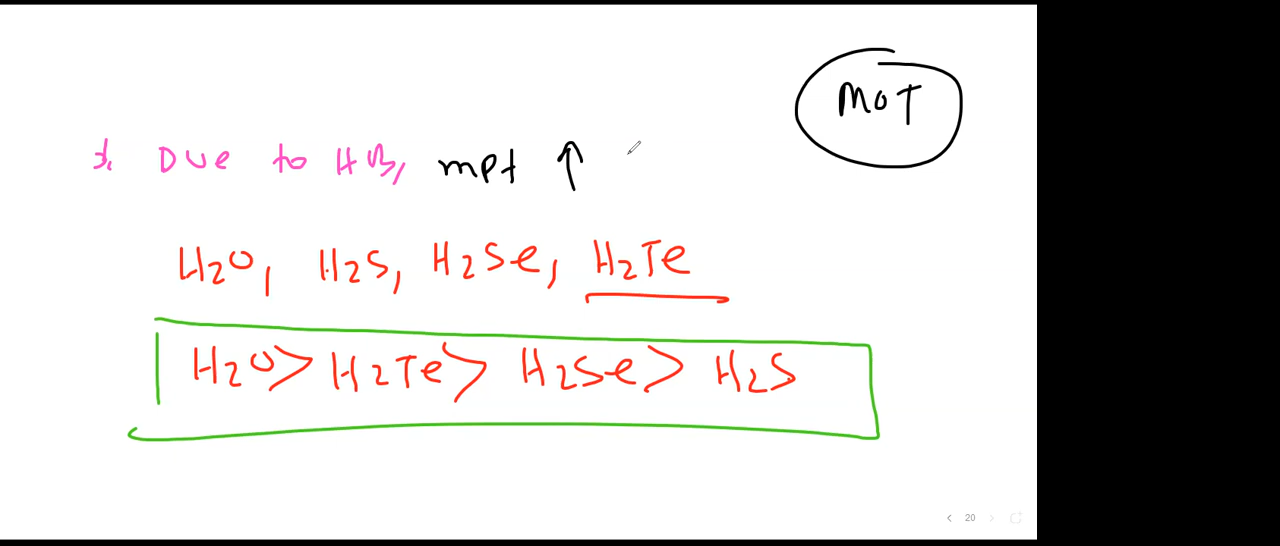 MOT
Due to HB, mpt ↑
H2O, H2S, H2Se, H2Te
H2O > H2Te > H2Se > H2S
20